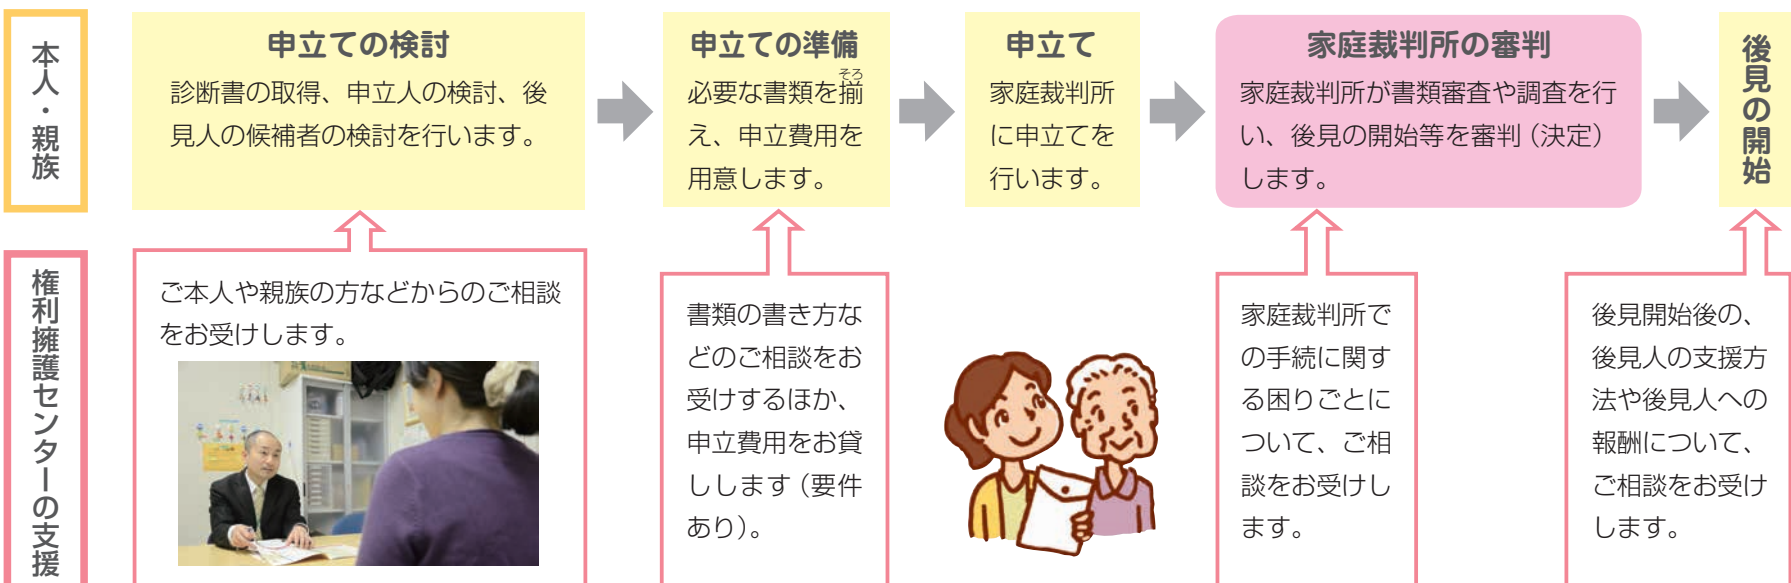 本人・親族
申立ての検討
診断書の取得、申立人の検討、後
見人の候補者の検討を行います。
申立ての準備
そろ
必要な書類を揃
え、申立費用を
用意します。
申立て
家庭裁判所
に申立てを
行います。
家庭裁判所の審判
家庭裁判所が書類審査や調査を行
い、後見の開始等を審判（決定）
します。
後見の開始
権利擁護センターの支援
ご本人や親族の方などからのご相談
をお受けします。
書類の書き方な
どのご相談をお
受けするほか、
申立費用をお貸
しします（要件
あり）。
家庭裁判所で
の手続に関す
る困りごとに
ついて、ご相
談をお受けし
ます。
後見開始後の、
後見人の支援方
法や後見人への
報酬について、
ご相談をお受け
します。